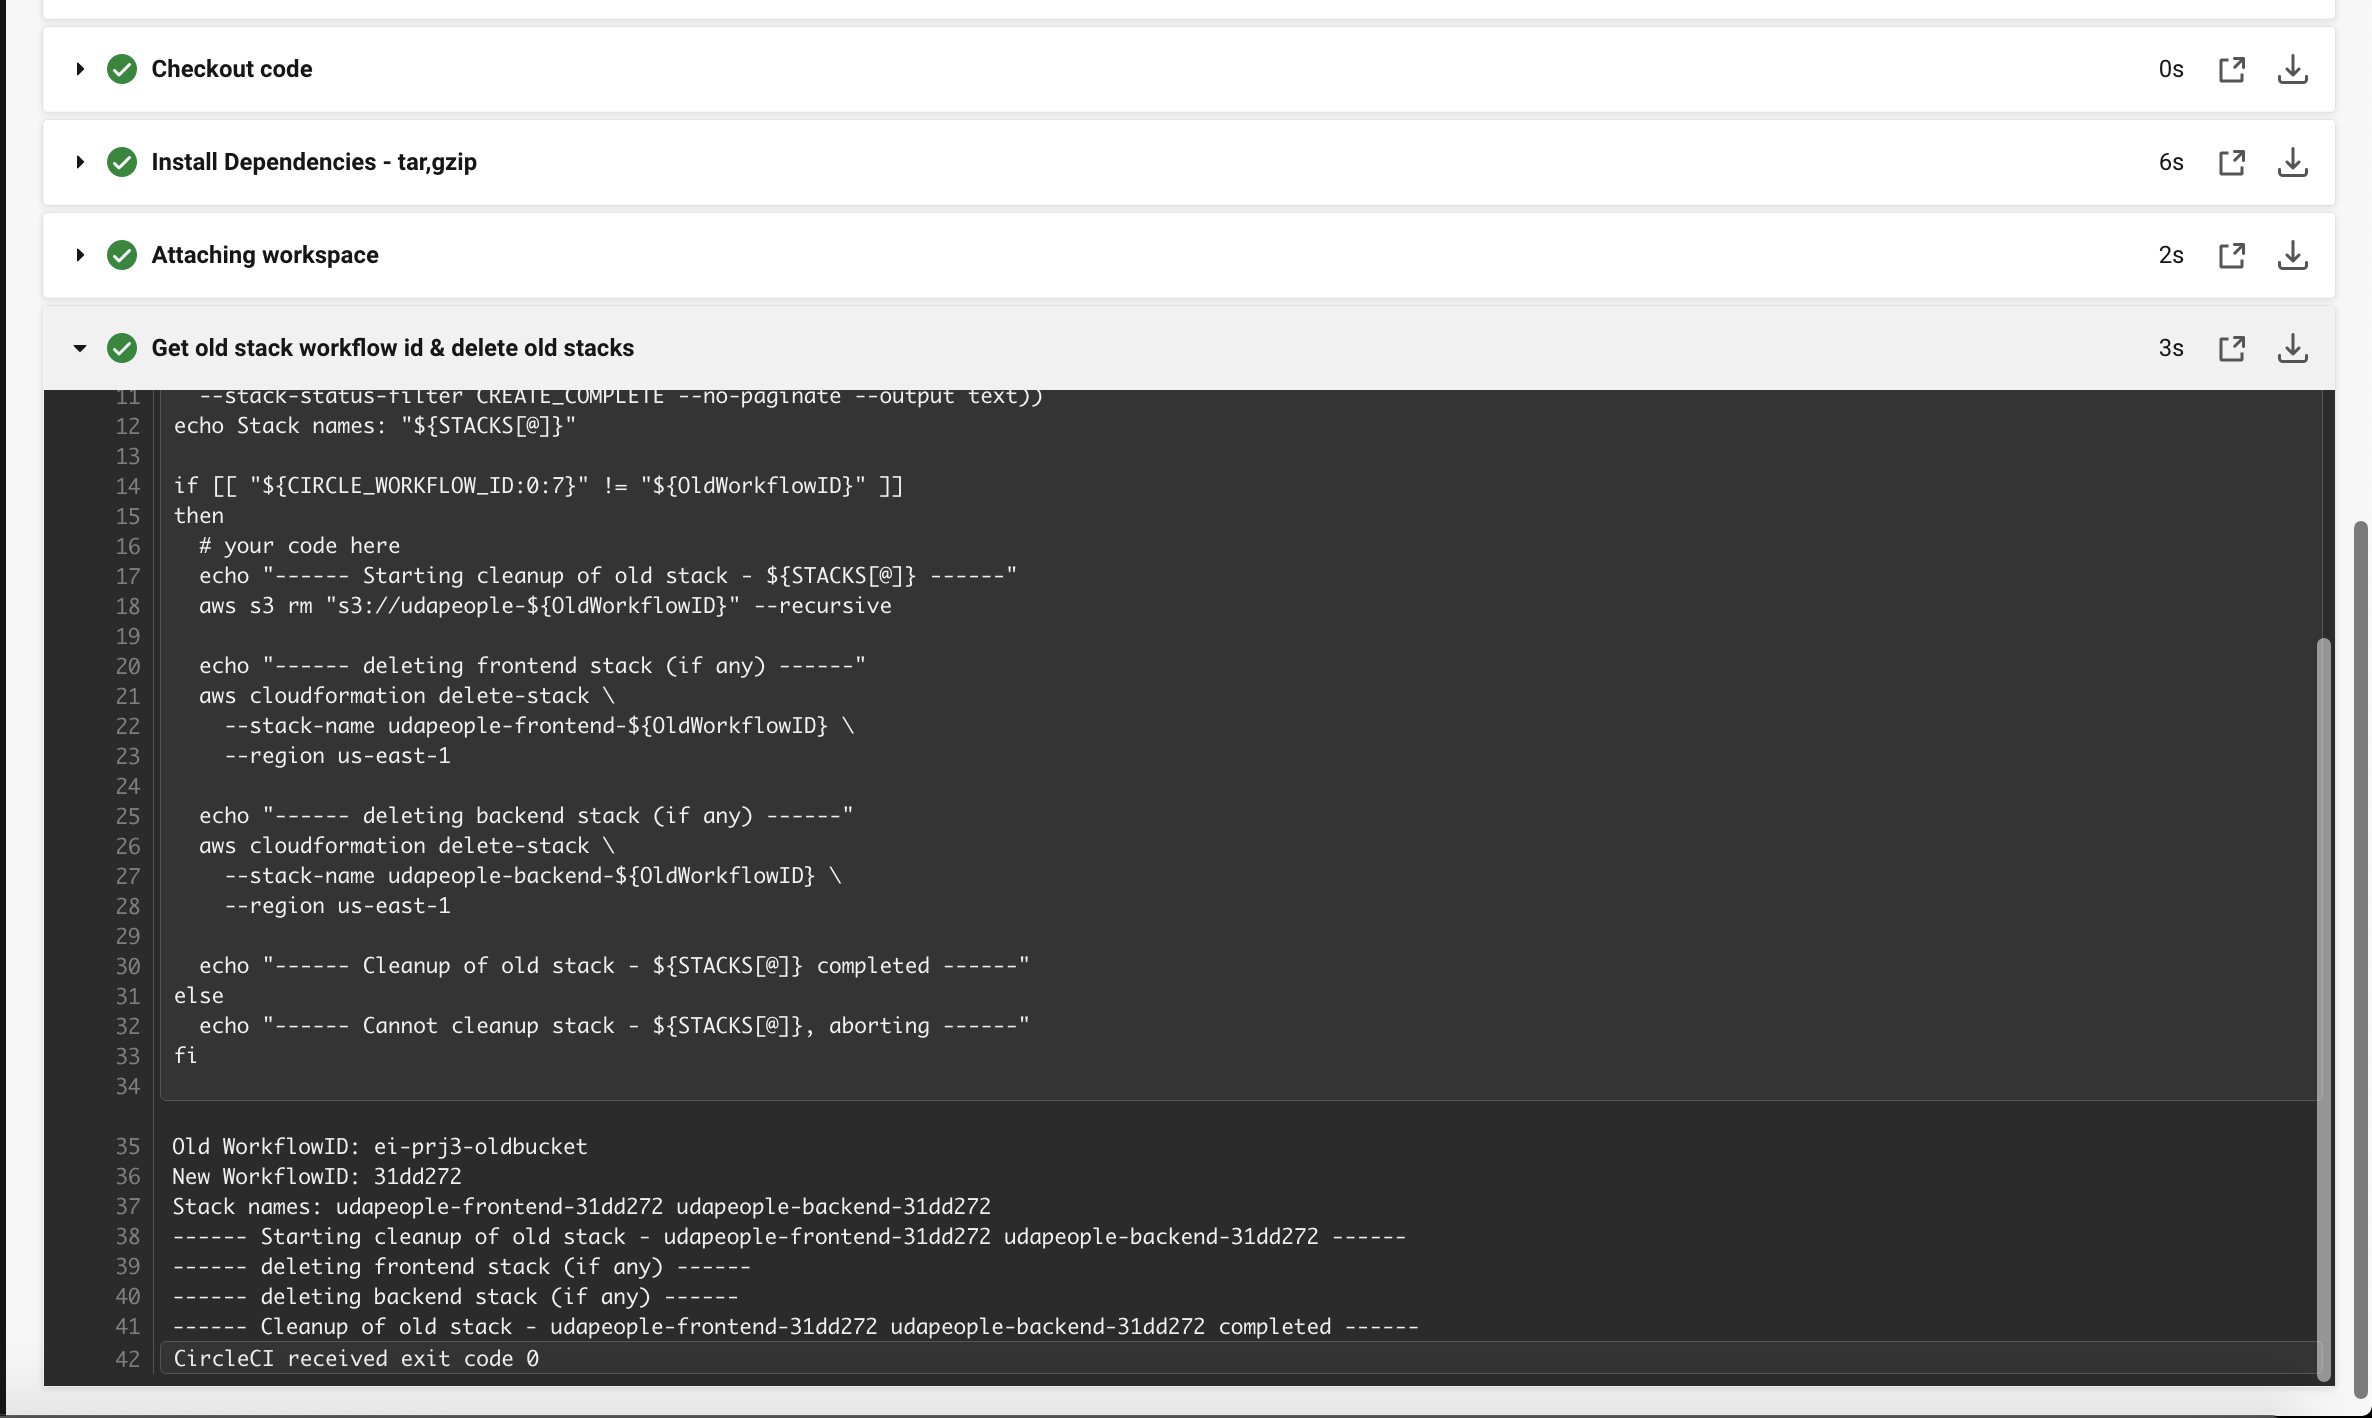 Checkout code 0s
Install Dependencies - tar,gzip 6s
Attaching workspace 2s
Get old stack workflow id & delete old stacks 3s
11   --stack-status-filter CREATE_COMPLETE --no-paginate --output text))
12 echo Stack names: "${STACKS[@]}"
13
14 if [[ "${CIRCLE_WORKFLOW_ID:0:7}" != "${OldWorkflowID}" ]]
15 then
16   # your code here
17   echo "------ Starting cleanup of old stack - ${STACKS[@]} ------"
18   aws s3 rm "s3://udapeople-${OldWorkflowID}" --recursive
19
20   echo "------ deleting frontend stack (if any) ------"
21   aws cloudformation delete-stack \
22     --stack-name udapeople-frontend-${OldWorkflowID} \
23     --region us-east-1
24
25   echo "------ deleting backend stack (if any) ------"
26   aws cloudformation delete-stack \
27     --stack-name udapeople-backend-${OldWorkflowID} \
28     --region us-east-1
29
30   echo "------ Cleanup of old stack - ${STACKS[@]} completed ------"
31 else
32   echo "------ Cannot cleanup stack - ${STACKS[@]}, aborting ------"
33 fi
34
35 Old WorkflowID: ei-prj3-oldbucket
36 New WorkflowID: 31dd272
37 Stack names: udapeople-frontend-31dd272 udapeople-backend-31dd272
38 ------ Starting cleanup of old stack - udapeople-frontend-31dd272 udapeople-backend-31dd272 ------
39 ------ deleting frontend stack (if any) ------
40 ------ deleting backend stack (if any) ------
41 ------ Cleanup of old stack - udapeople-frontend-31dd272 udapeople-backend-31dd272 completed ------
42 CircleCI received exit code 0